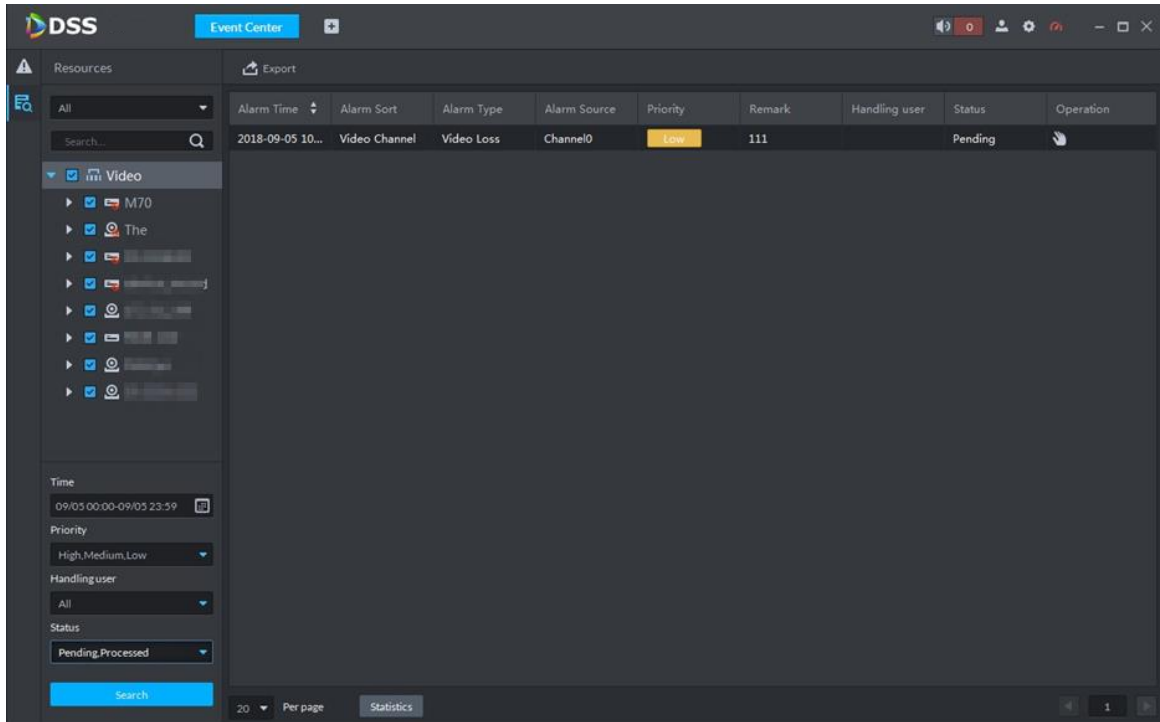 DSS
Event Center
0
Resources
Export
All
Search...
Alarm Time Alarm Sort Alarm Type Alarm Source Priority Remark Handling user Status Operation
2018-09-05 10... Video Channel Video Loss Channel0 Low 111 Pending
Video
M70
The
Time
09/05 00:00-09/05 23:59
Priority
High,Medium,Low
Handling user
All
Status
Pending,Processed
Search
20 Per page Statistics 1